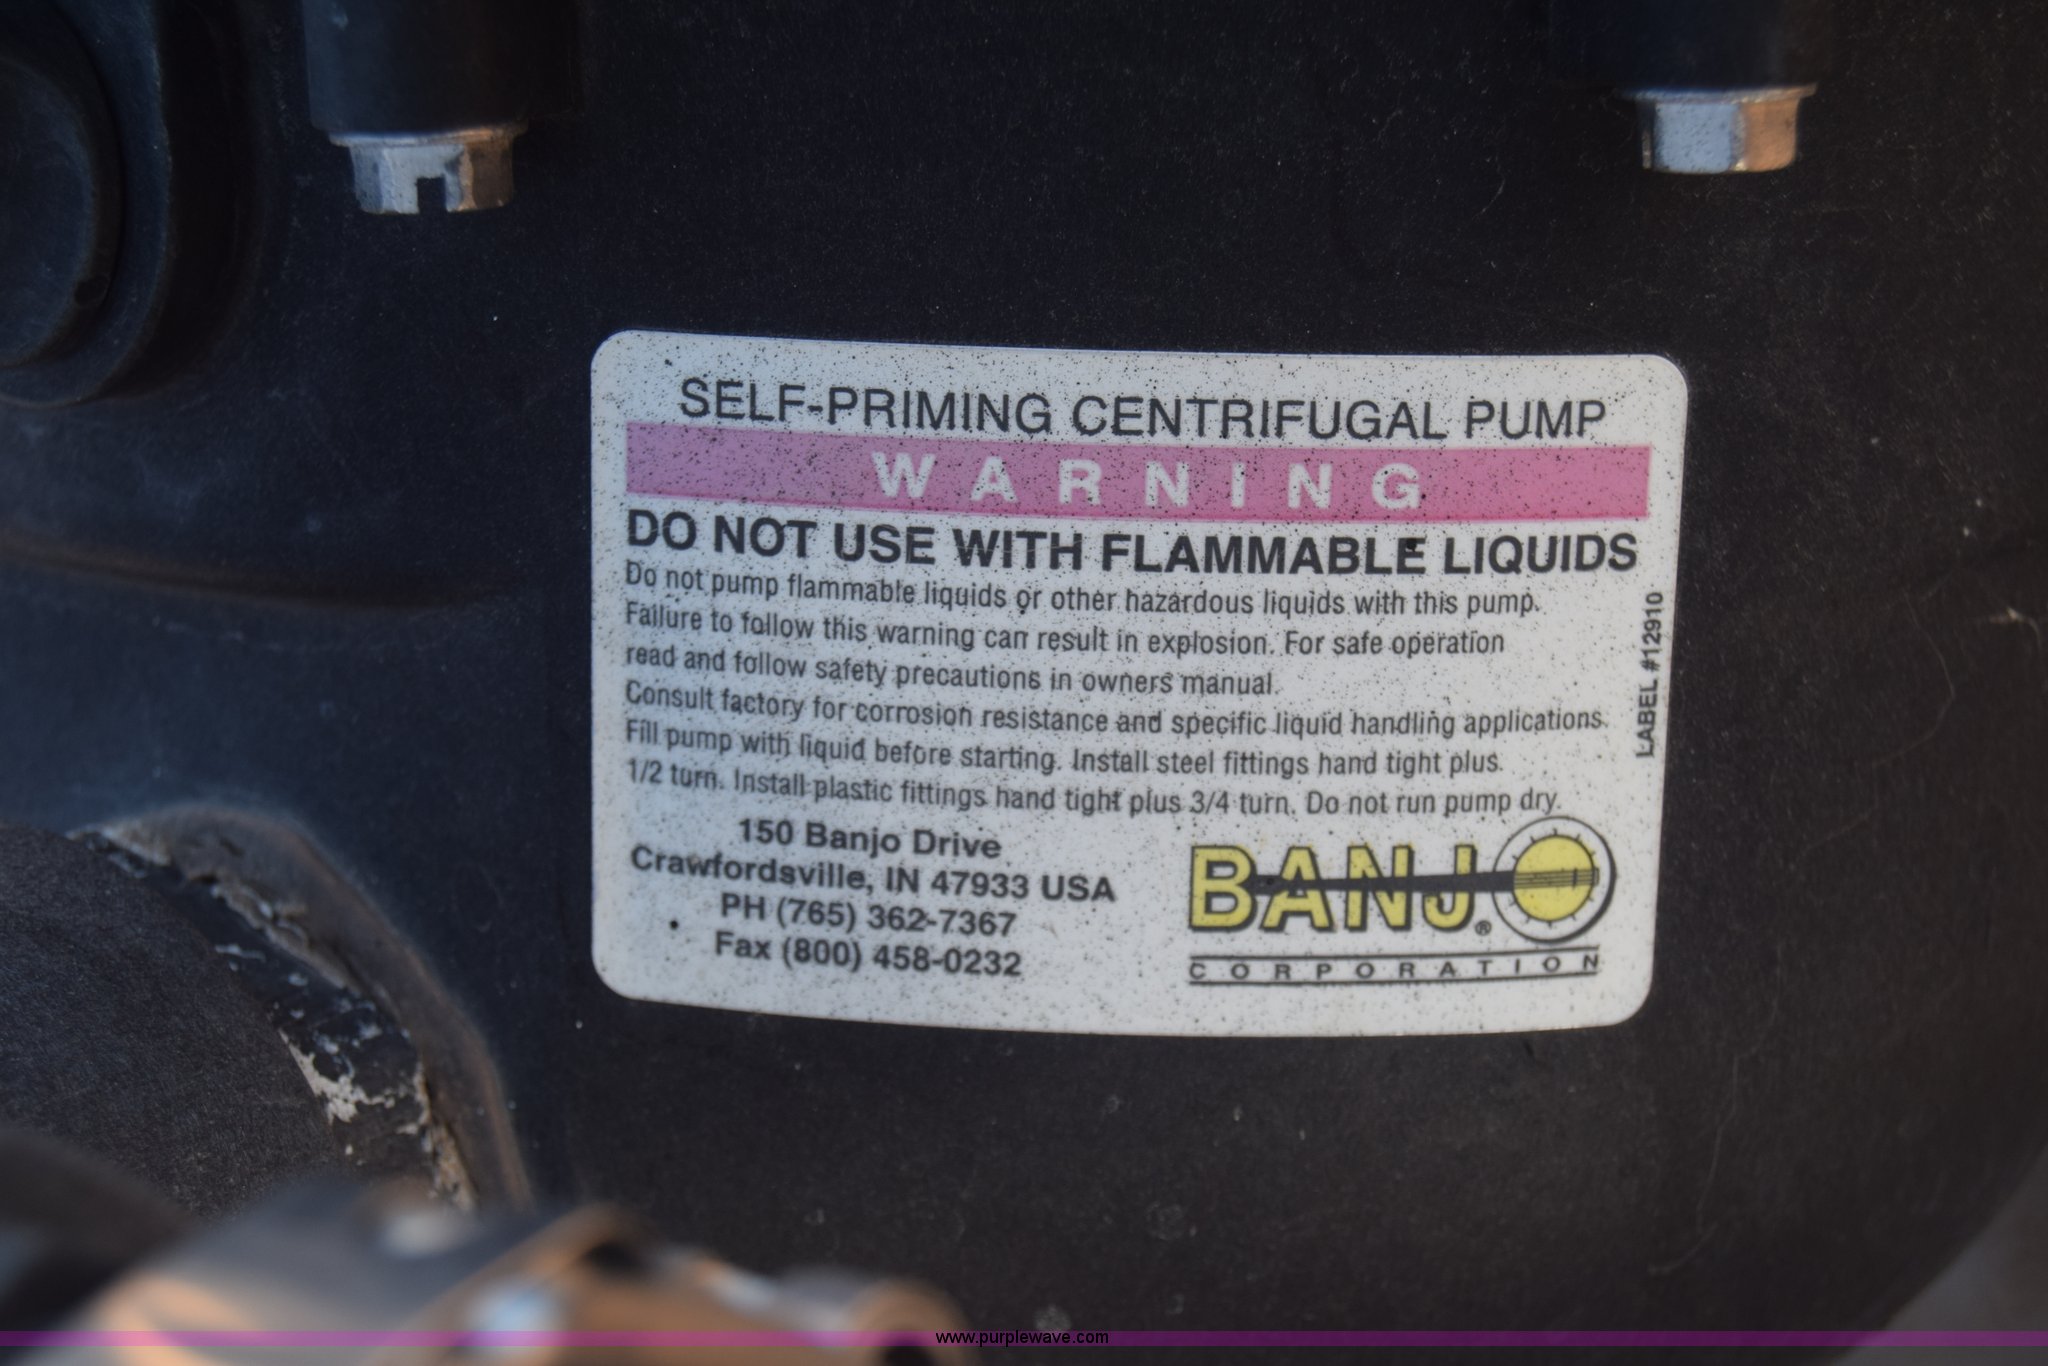 SELF-PRIMING CENTRIFUGAL PUMP
WARNING
DO NOT USE WITH FLAMMABLE LIQUIDS
Do not pump flammable liquids or other hazardous liquids with this pump.
Failure to follow this warning can result in explosion. For safe operation
read and follow safety precautions in owners manual.
Consult factory for corrosion resistance and specific liquid handling applications.
Fill pump with liquid before starting. Install steel fittings hand tight plus.
1/2 turn. Install plastic fittings hand tight plus 3/4 turn. Do not run pump dry.
LABEL #12910
150 Banjo Drive
Crawfordsville, IN 47933 USA
PH (765) 362-7367
Fax (800) 458-0232
BANJO®
CORPORATION
www.purplewave.com